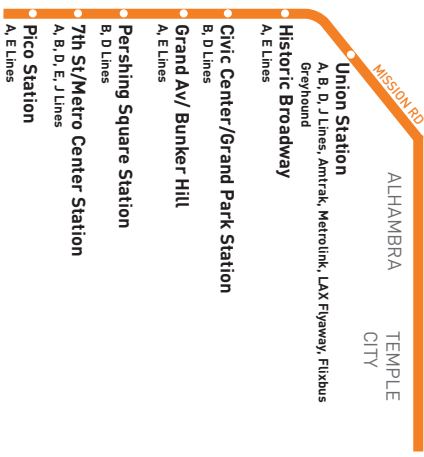 MISSION RD
ALHAMBRA
TEMPLE
CITY
Union Station
A, B, D, J Lines, Amtrak, Metrolink, LAX Flyaway, Flixbus
Greyhound
Historic Broadway
A, E Lines
Civic Center/Grand Park Station
B, D Lines
Grand Av/ Bunker Hill
A, E Lines
Pershing Square Station
B, D Lines
7th St/Metro Center Station
A, B, D, E, J Lines
Pico Station
A, E Lines